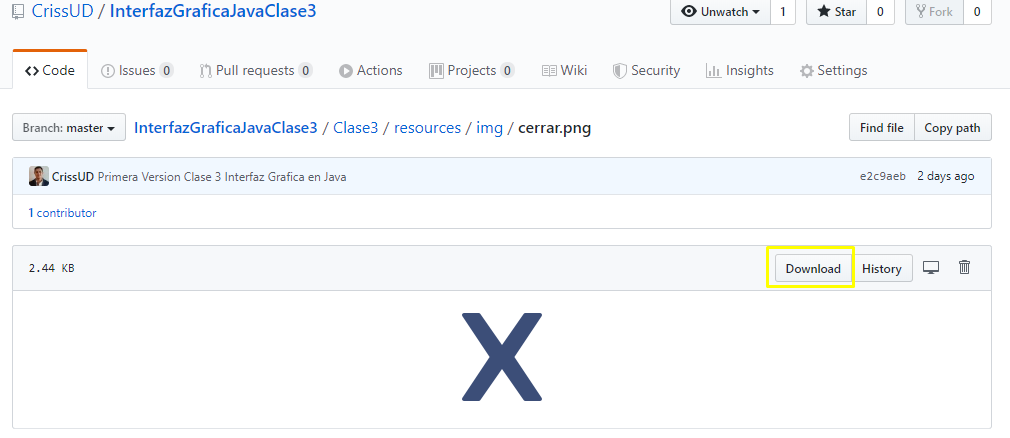 CrissUD / InterfazGraficaJavaClase3 Unwatch 1 Star 0 Fork 0
Code Issues 0 Pull requests 0 Actions Projects 0 Wiki Security Insights Settings
Branch: master InterfazGraficaJavaClase3 / Clase3 / resources / img / cerrar.png Find file Copy path
CrissUD Primera Version Clase 3 Interfaz Grafica en Java e2c9aeb 2 days ago
1 contributor
2.44 KB Download History
X